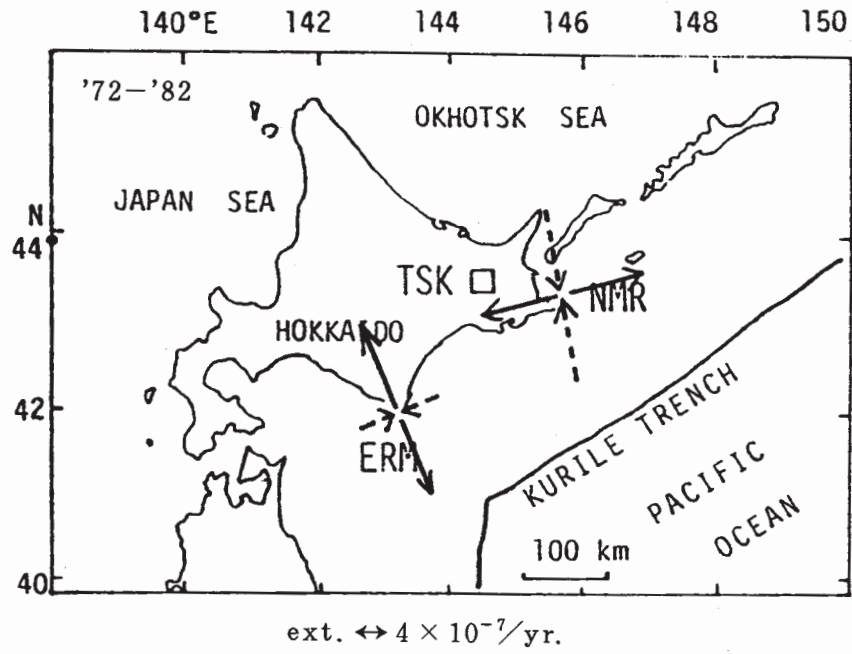 140°E 142 144 146 148 150
'72—'82
OKHOTSK SEA
JAPAN SEA
N
44
TSK
NMR
HOKKAIDO
42
ERM
KURILE TRENCH
PACIFIC
OCEAN
100 km
40
ext. ↔ 4 × 10⁻⁷/yr.